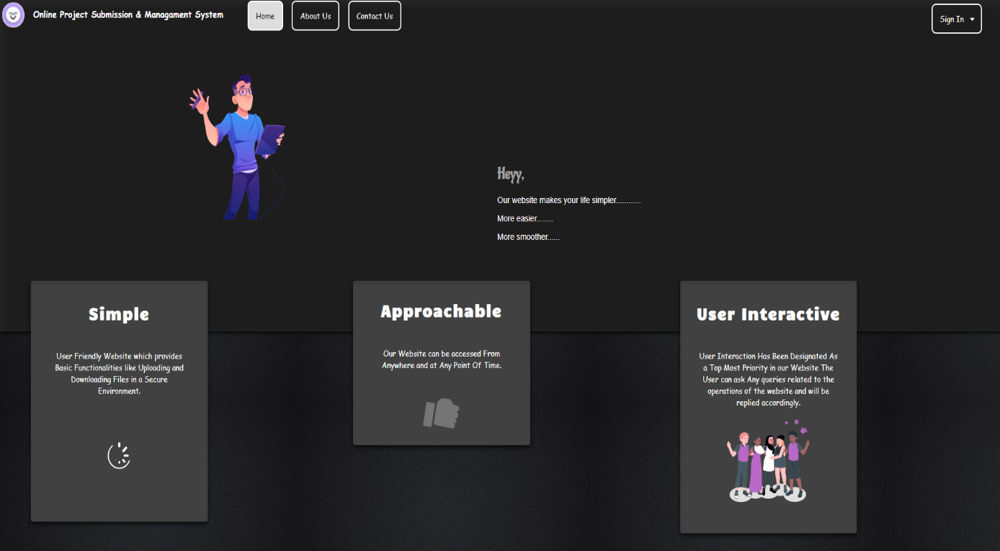 Online Project Submission & Managament System
Home
About Us
Contact Us
Sign In
Heyy,
Our website makes your life simpler............
More easier........
More smoother......
Simple
User Friendly Website which provides
Basic Functionalities like Uploading and
Downloading Files in a Secure
Environment.
Approachable
Our Website can be accessed From
Anywhere and at Any Point Of Time.
User Interactive
User Interaction Has Been Designated As
a Top Most Priority in our Website The
User can ask Any queries related to the
operations of the website and will be
replied accordingly.